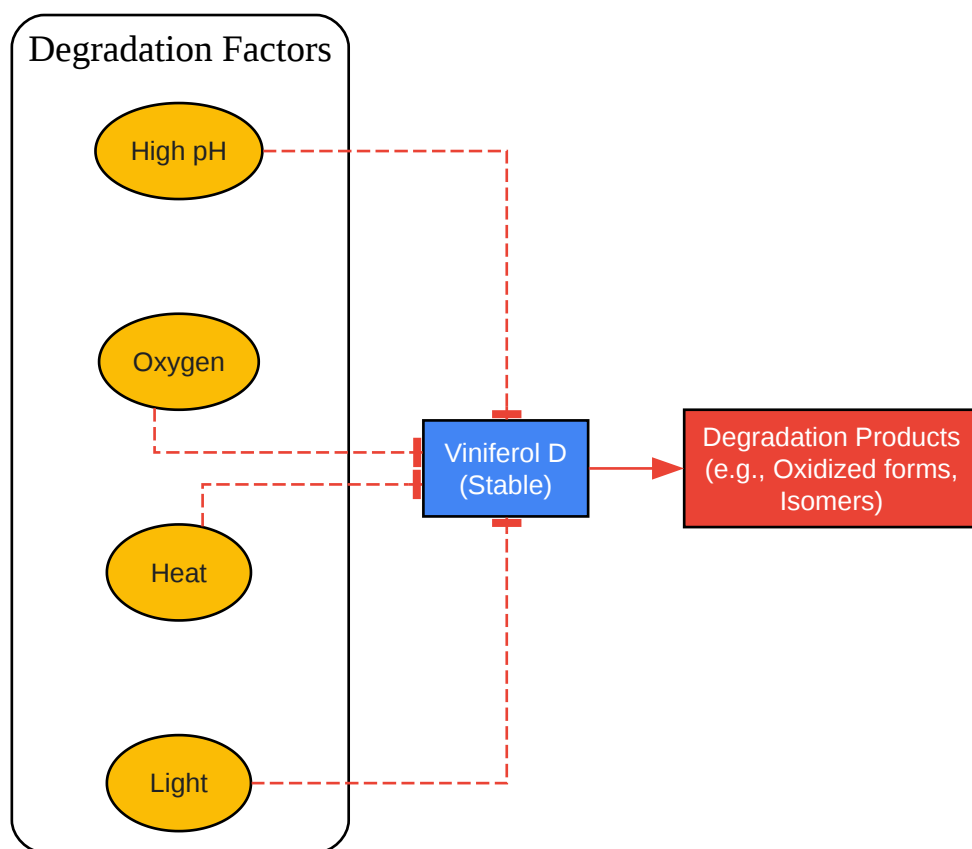 Degradation Factors
High pH
Oxygen
Heat
Light
Viniferol D
(Stable)
Degradation Products
(e.g., Oxidized forms,
Isomers)